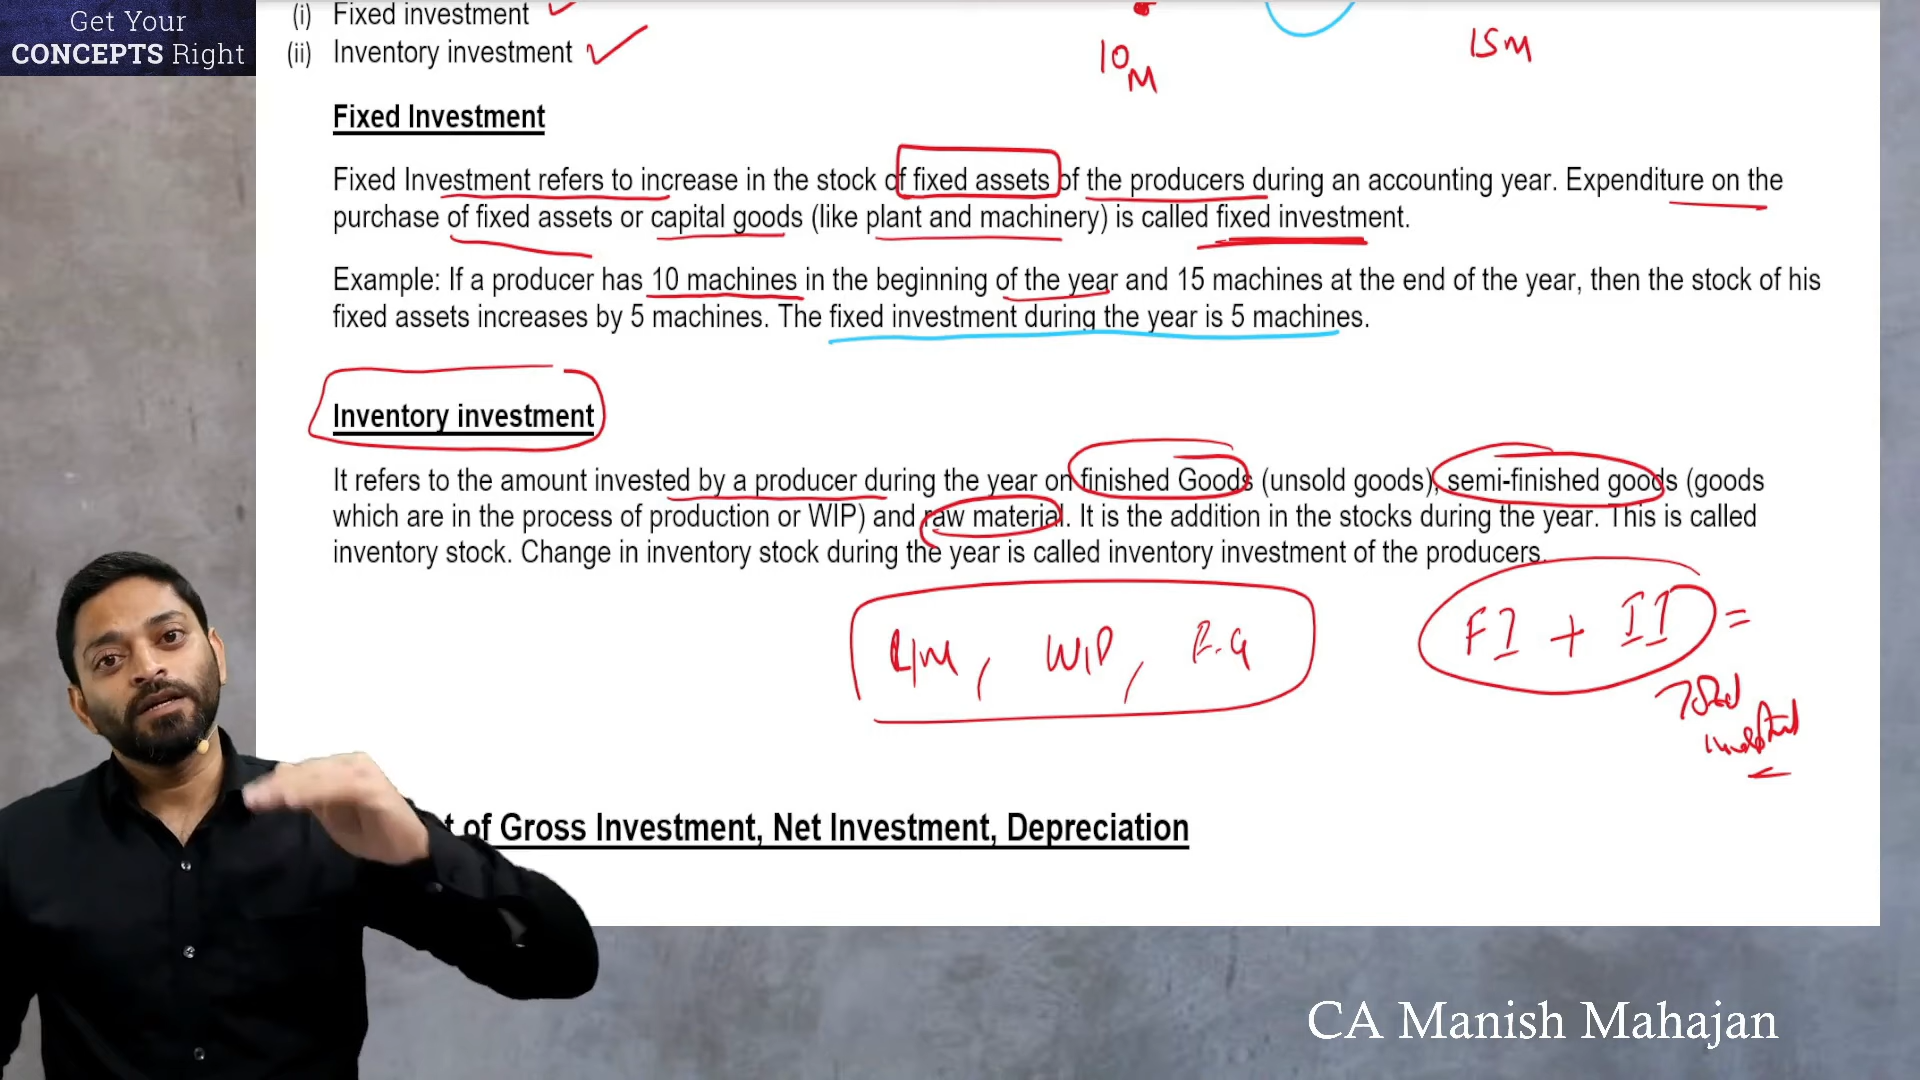 Get Your
CONCEPTS Right
(i) Fixed investment
(ii) Inventory investment
10 M
15 M
Fixed Investment
Fixed Investment refers to increase in the stock of fixed assets of the producers during an accounting year. Expenditure on the
purchase of fixed assets or capital goods (like plant and machinery) is called fixed investment.
Example: If a producer has 10 machines in the beginning of the year and 15 machines at the end of the year, then the stock of his
fixed assets increases by 5 machines. The fixed investment during the year is 5 machines.
Inventory investment
It refers to the amount invested by a producer during the year on finished Goods (unsold goods), semi-finished goods (goods
which are in the process of production or WIP) and raw material. It is the addition in the stocks during the year. This is called
inventory stock. Change in inventory stock during the year is called inventory investment of the producers.
R/M, WIP, F.G
FI + II =
Total
of Gross Investment, Net Investment, Depreciation
CA Manish Mahajan